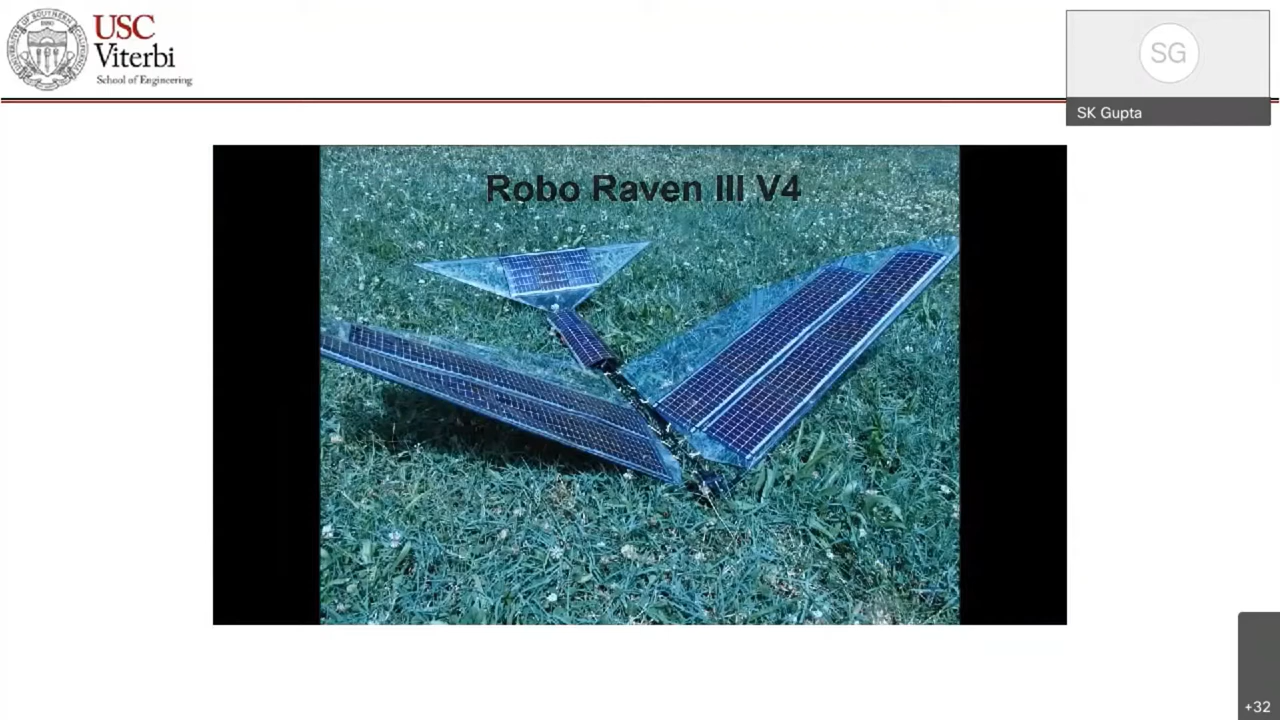 USC
Viterbi
School of Engineering
SG
SK Gupta
Robo Raven III V4
+32